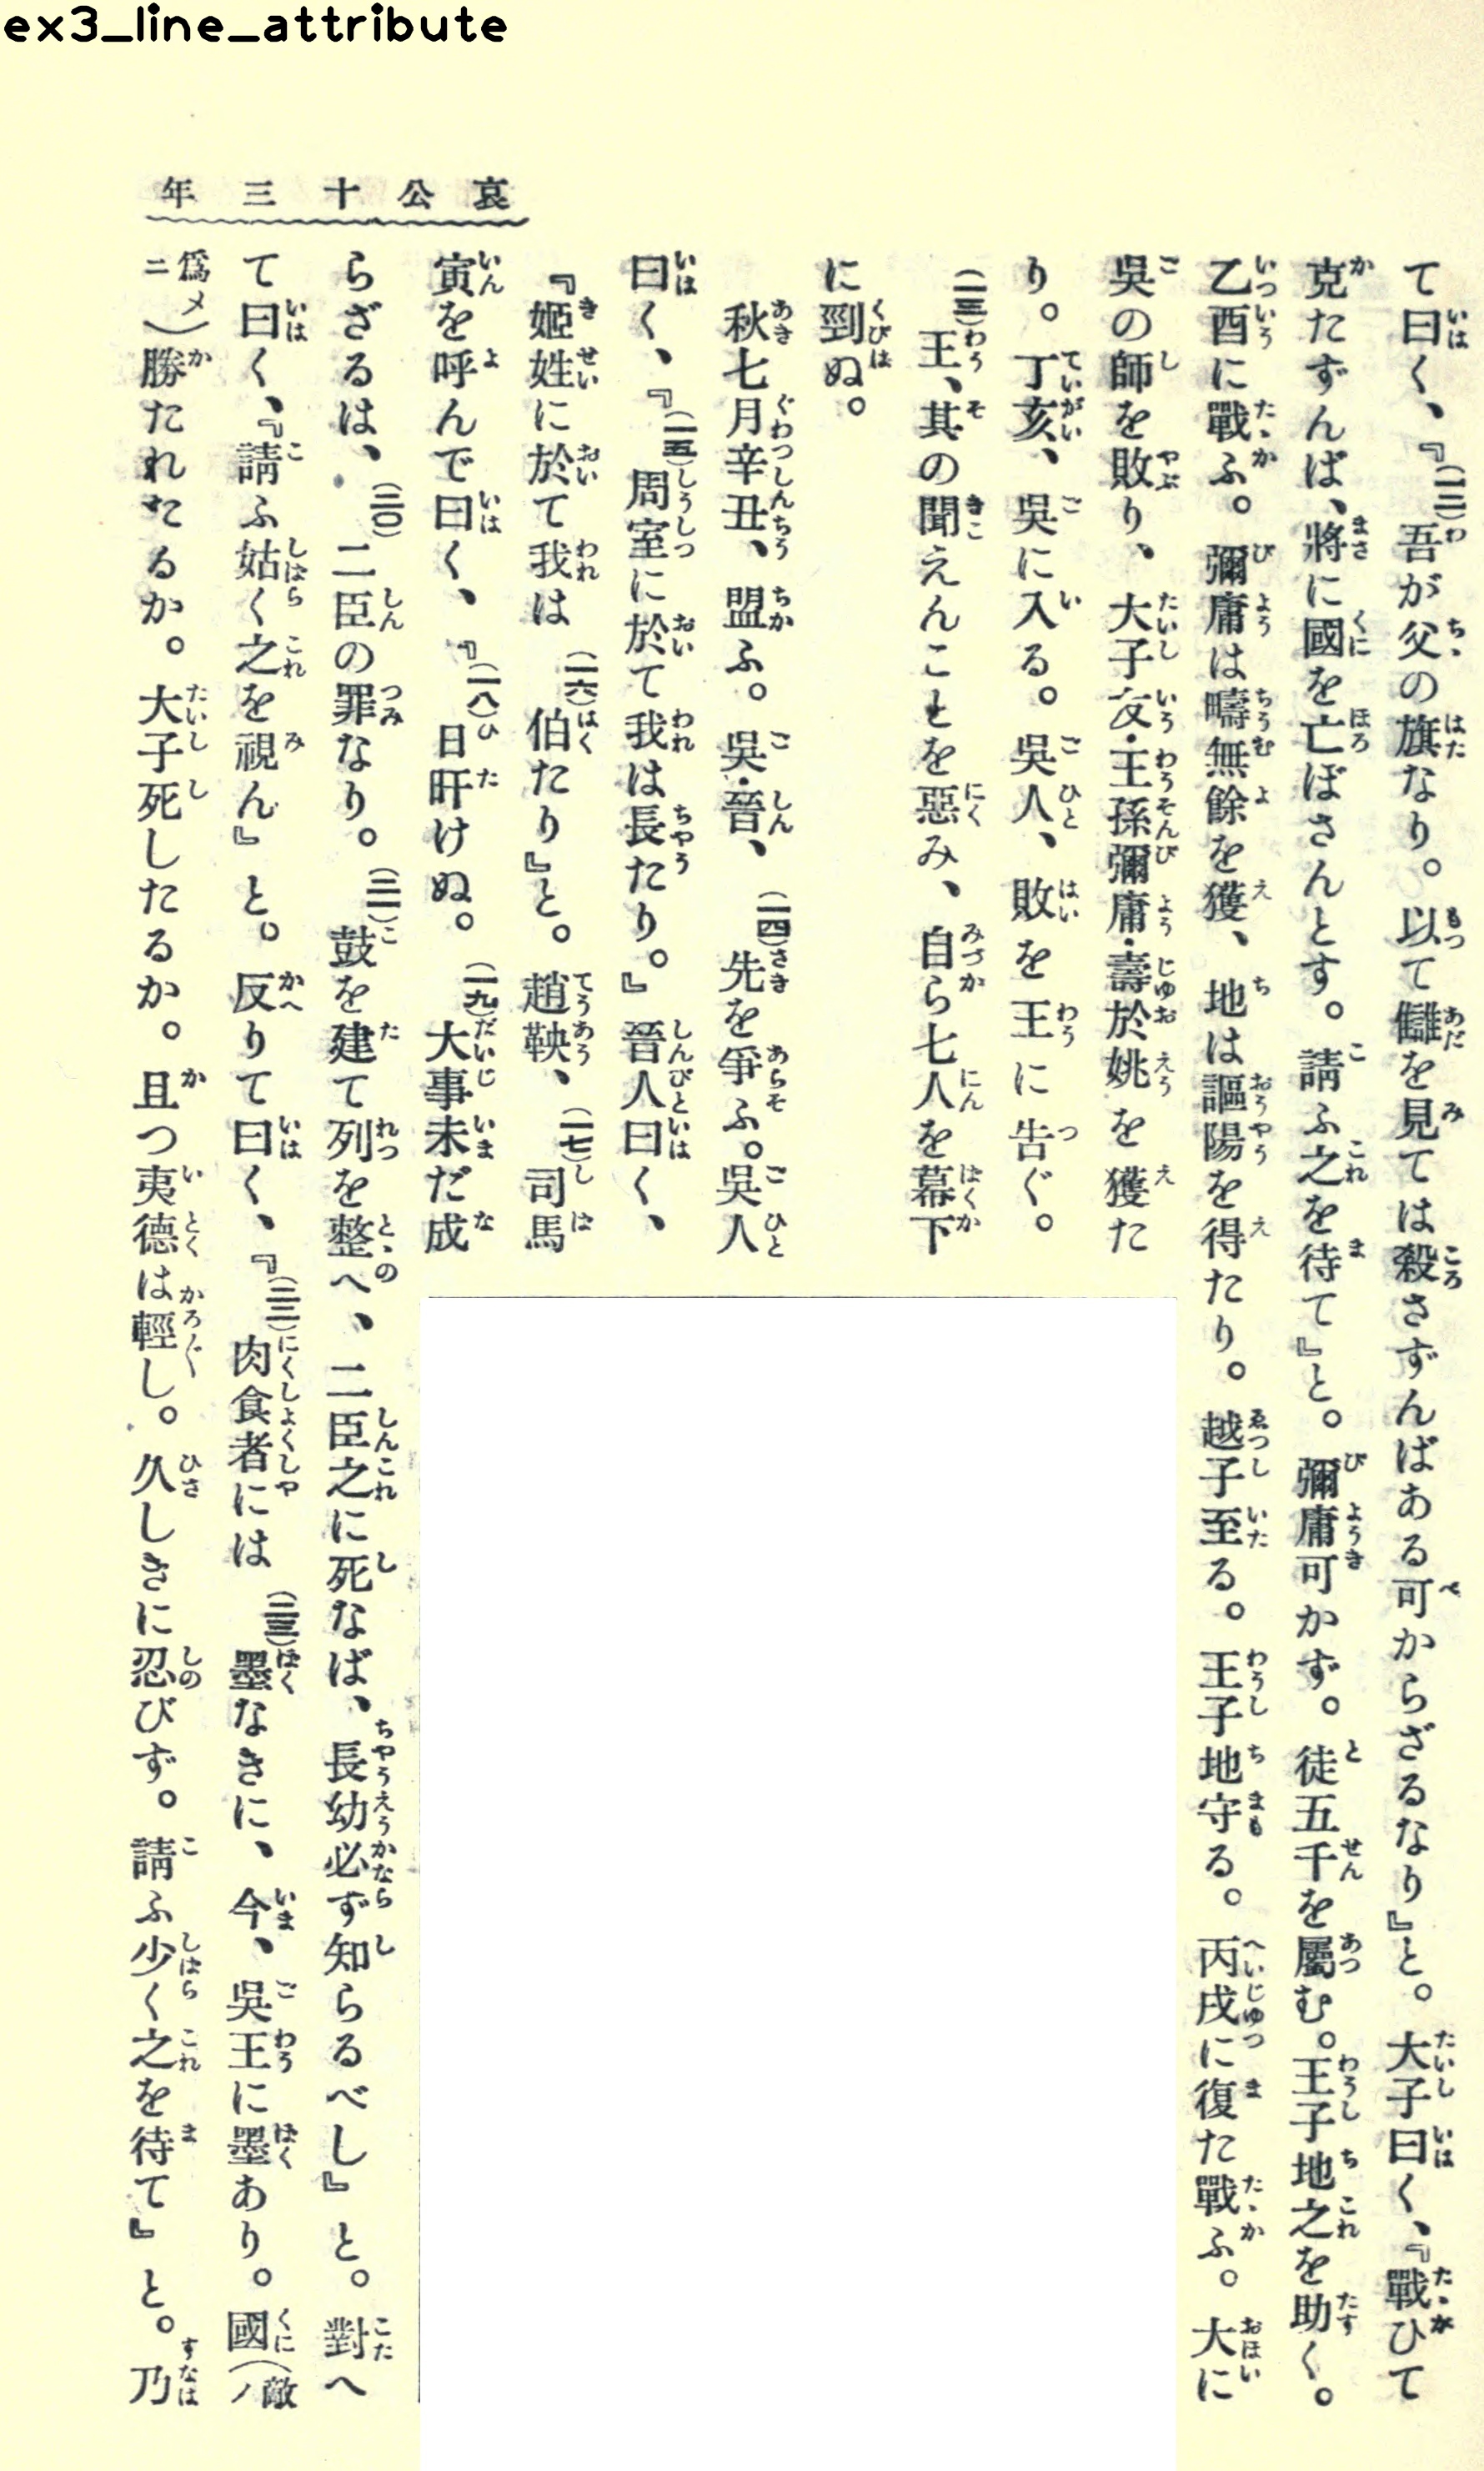 ex3_line_attribute
哀公十三年
て曰く、『(一二)吾が父の旗なり。以て讎を見ては殺さずんばある可からざるなり』と。大子曰く、『戰ひて
克たずんば、將に國を亡ぼさんとす。請ふ之を待て』と。彌庸可かず。徒五千を屬む。王子地之を助く。
乙酉に戰ふ。彌庸は疇無餘を獲、地は謳陽を得たり。越子至る。王子地守る。丙戌に復た戰ふ。大に
吳の師を敗り、大子友・王孫彌庸・壽於姚を獲た
り。丁亥、吳に入る。吳人、敗を王に告ぐ。
(一三)王、其の聞えんことを惡み、自ら七人を幕下
に剄ぬ。
秋七月辛丑、盟ふ。吳・晉、(一四)先を爭ふ。吳人
曰く、『(一五)周室に於て我は長たり。』晉人曰く、
『姬姓に於て我は(一六)伯たり』と。趙鞅、(一七)司馬
寅を呼んで曰く、『(一八)日旰けぬ。(一九)大事未だ成
らざるは、(二〇)二臣の罪なり。(二一)鼓を建て列を整へ、二臣之に死なば、長幼必ず知らるべし』と。對へ
て曰く、『請ふ姑く之を視ん』と。反りて曰く、『(二二)肉食者には(二三)墨なきに、今、吳王に墨あり。國(敵ノ
爲メニ)勝たれたるか。大子死したるか。且つ夷德は輕し。久しきに忍びず。請ふ少く之を待て』と。乃